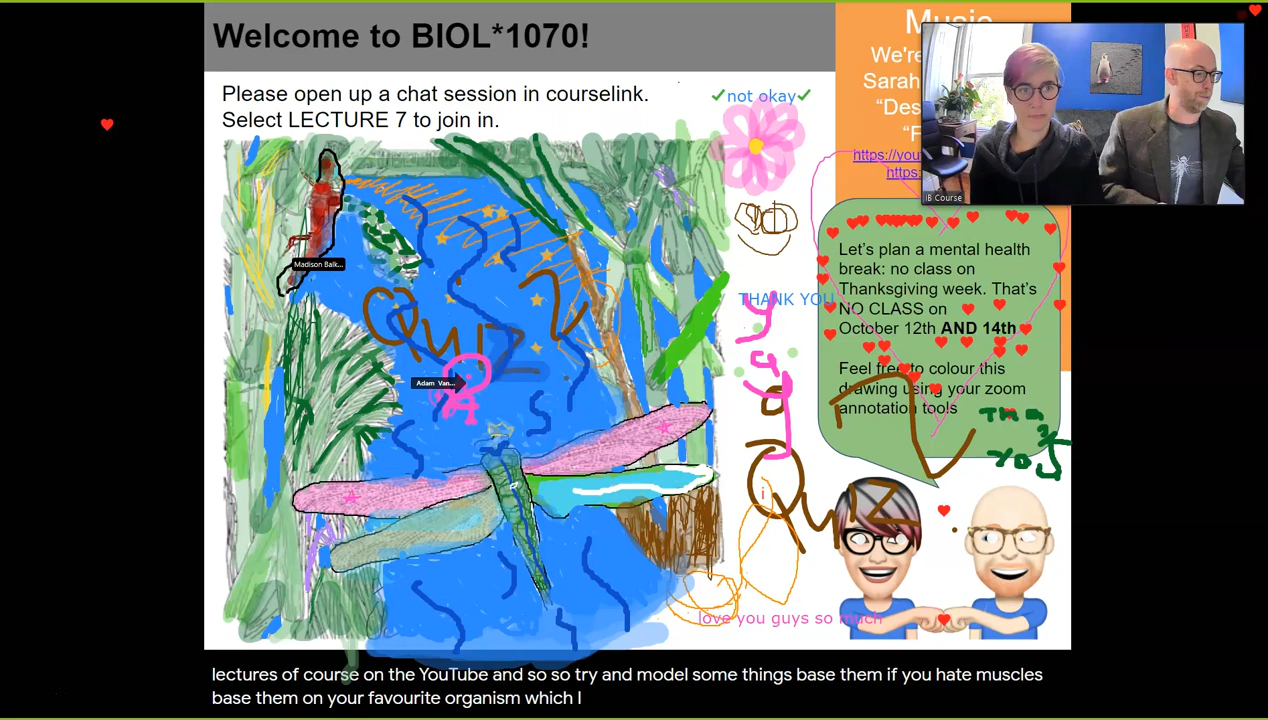 Welcome to BIOL*1070!
Please open up a chat session in courselink.
Select LECTURE 7 to join in.
✓not okay✓
Music
We're
Sarah
"Des
"F
https://you
https:
IB Course
Madison Balk...
Adam Van...
Quiz 2
THANK YOU
Let's plan a mental health
break: no class on
Thanksgiving week. That's
NO CLASS on
October 12th AND 14th
Feel free to colour this
drawing using your zoom
annotation tools
Quiz
i
love you guys so much
lectures of course on the YouTube and so so try and model some things base them if you hate muscles
base them on your favourite organism which I